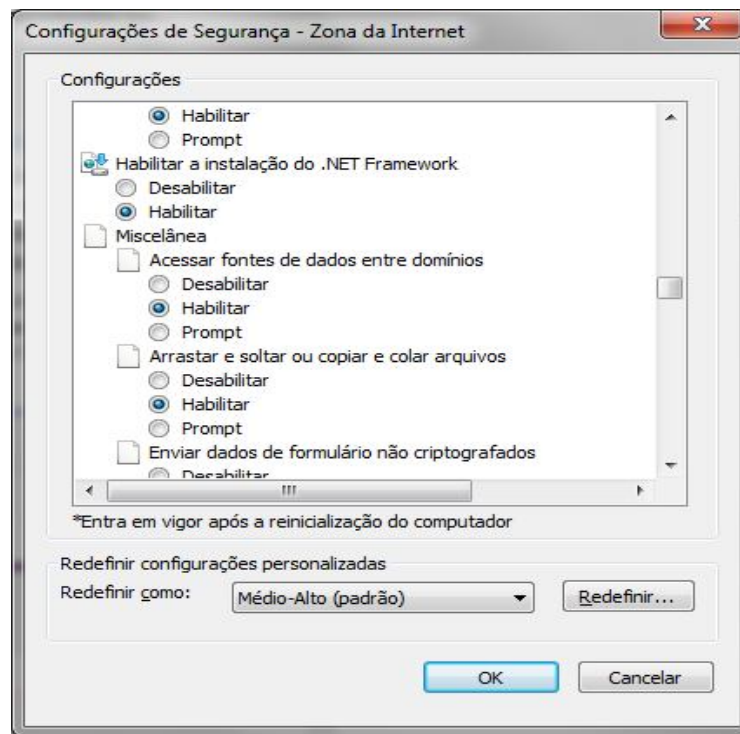 Configurações de Segurança - Zona da Internet
Configurações
Habilitar
Prompt
Habilitar a instalação do .NET Framework
Desabilitar
Habilitar
Miscelânea
Acessar fontes de dados entre domínios
Desabilitar
Habilitar
Prompt
Arrastar e soltar ou copiar e colar arquivos
Desabilitar
Habilitar
Prompt
Enviar dados de formulário não criptografados
Desabilitar
*Entra em vigor após a reinicialização do computador
Redefinir configurações personalizadas
Redefinir como: Médio-Alto (padrão) Redefinir...
OK Cancelar